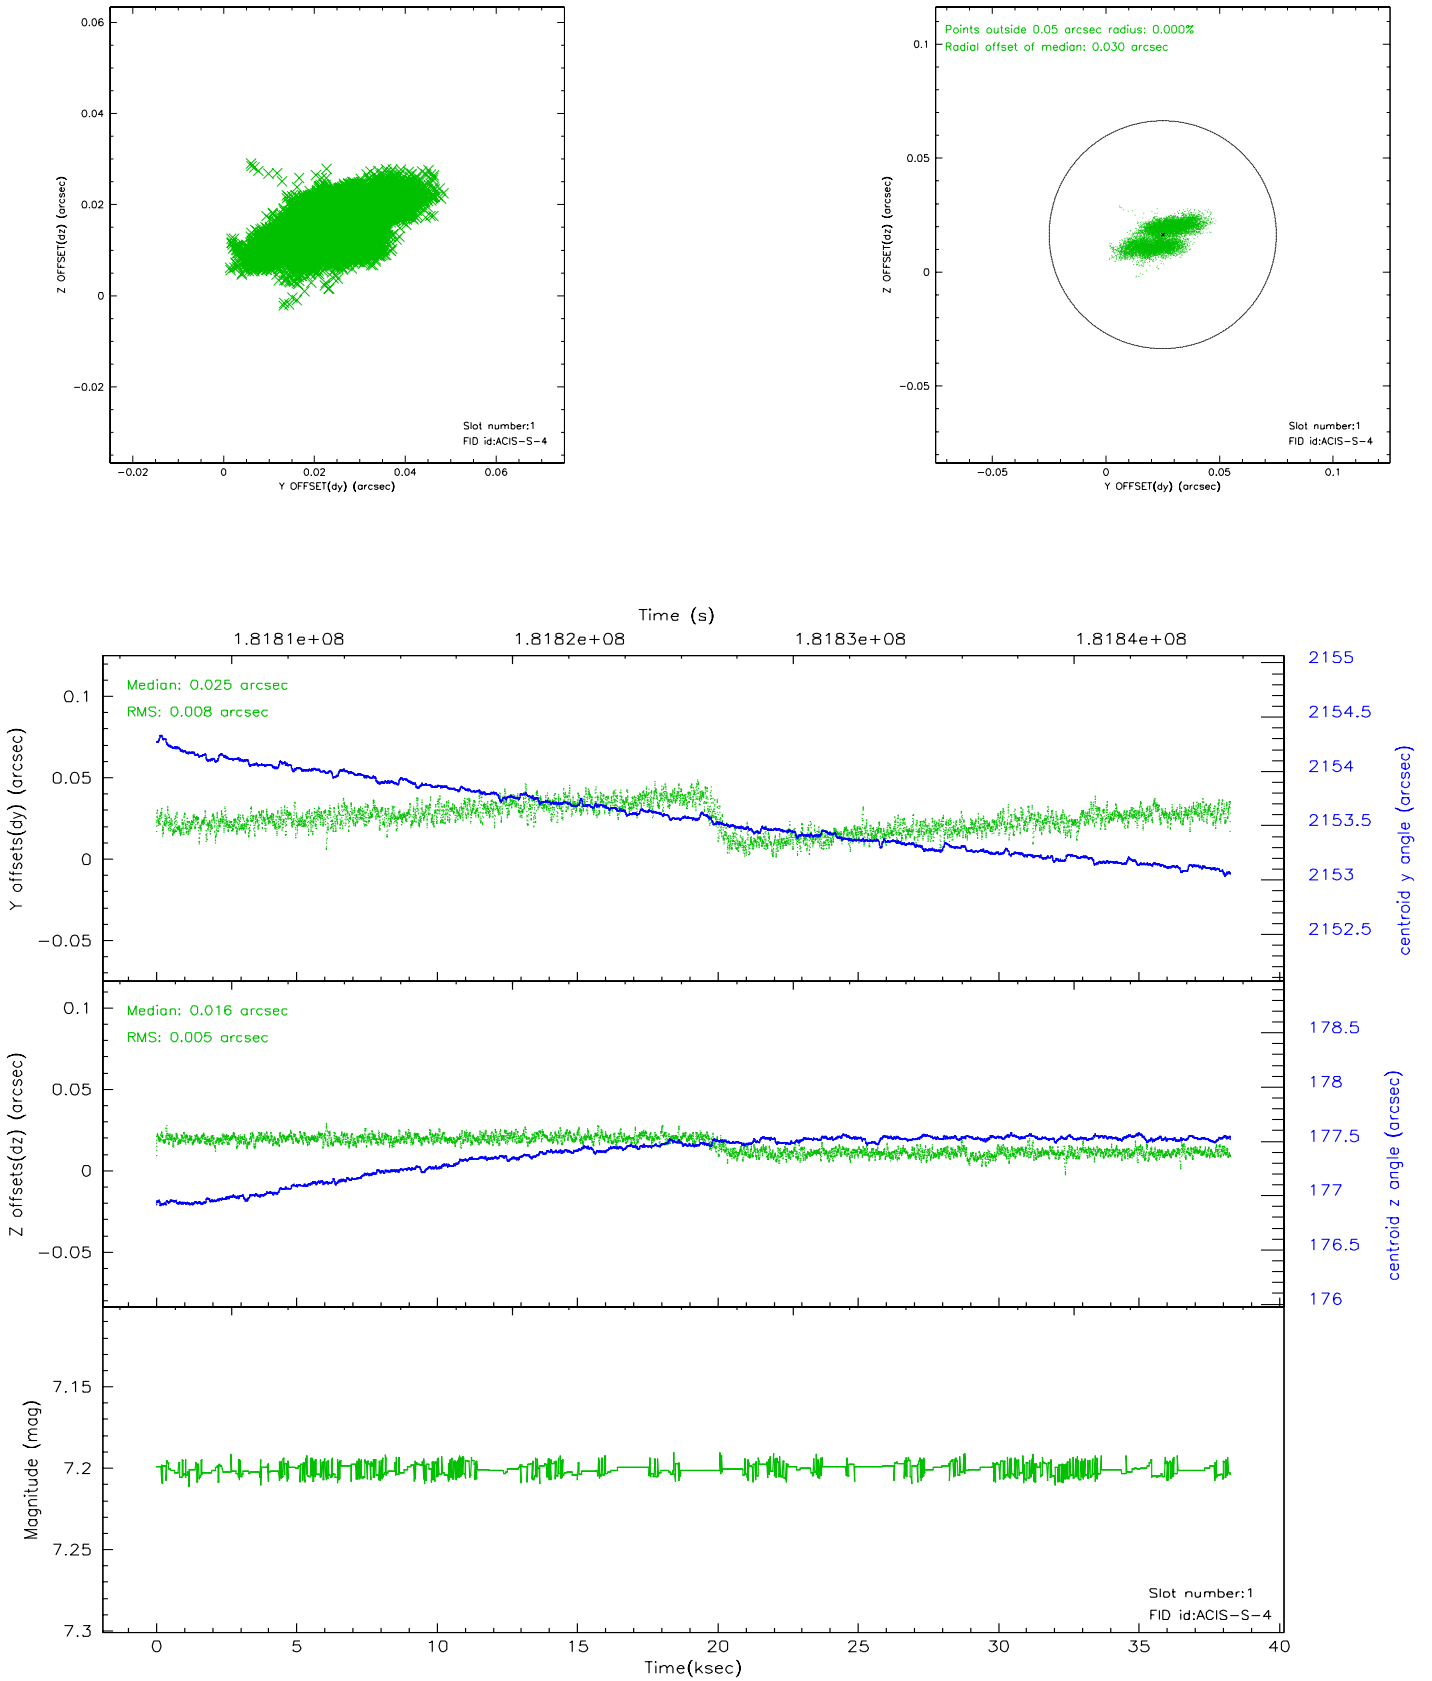 0.06
0.04
0.02
0
−0.02
Z OFFSET(dz) (arcsec)
Slot number:1
FID id:ACIS−S−4
−0.02 0 0.02 0.04 0.06
Y OFFSET(dy) (arcsec)
Points outside 0.05 arcsec radius: 0.000%
Radial offset of median: 0.030 arcsec
0.1
0.05
0
−0.05
Z OFFSET(dz) (arcsec)
Slot number:1
FID id:ACIS−S−4
−0.05 0 0.05 0.1
Y OFFSET(dy) (arcsec)
Time (s)
1.8181e+08 1.8182e+08 1.8183e+08 1.8184e+08
Median: 0.025 arcsec
RMS: 0.008 arcsec
0.1
0.05
0
−0.05
Y offsets(dy) (arcsec)
2155
2154.5
2154
2153.5
2153
2152.5
centroid y angle (arcsec)
Median: 0.016 arcsec
RMS: 0.005 arcsec
0.1
0.05
0
−0.05
Z offsets(dz) (arcsec)
178.5
178
177.5
177
176.5
176
centroid z angle (arcsec)
7.15
7.2
7.25
7.3
Magnitude (mag)
Slot number:1
FID id:ACIS−S−4
0 5 10 15 20 25 30 35 40
Time(ksec)